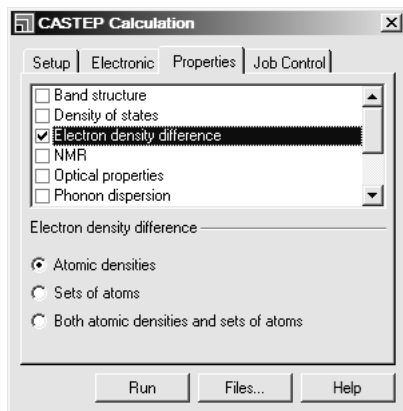 CASTEP Calculation
Setup Electronic Properties Job Control
Band structure
Density of states
Electron density difference
NMR
Optical properties
Phonon dispersion
Electron density difference
Atomic densities
Sets of atoms
Both atomic densities and sets of atoms
Run Files... Help